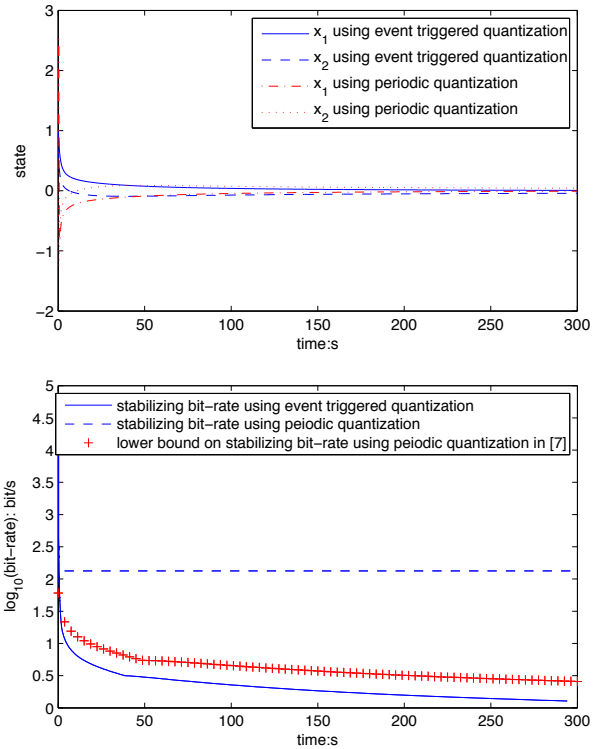 3
2
1
0
−1
−2
state
x1 using event triggered quantization
x2 using event triggered quantization
x1 using periodic quantization
x2 using periodic quantization
0 50 100 150 200 250 300
time:s
5
4.5
4
3.5
3
2.5
2
1.5
1
0.5
0
log10(bit−rate): bit/s
stabilizing bit−rate using event triggered quantization
stabilizing bit−rate using peiodic quantization
lower bound on stabilizing bit−rate using peiodic quantization in [7]
0 50 100 150 200 250 300
time:s